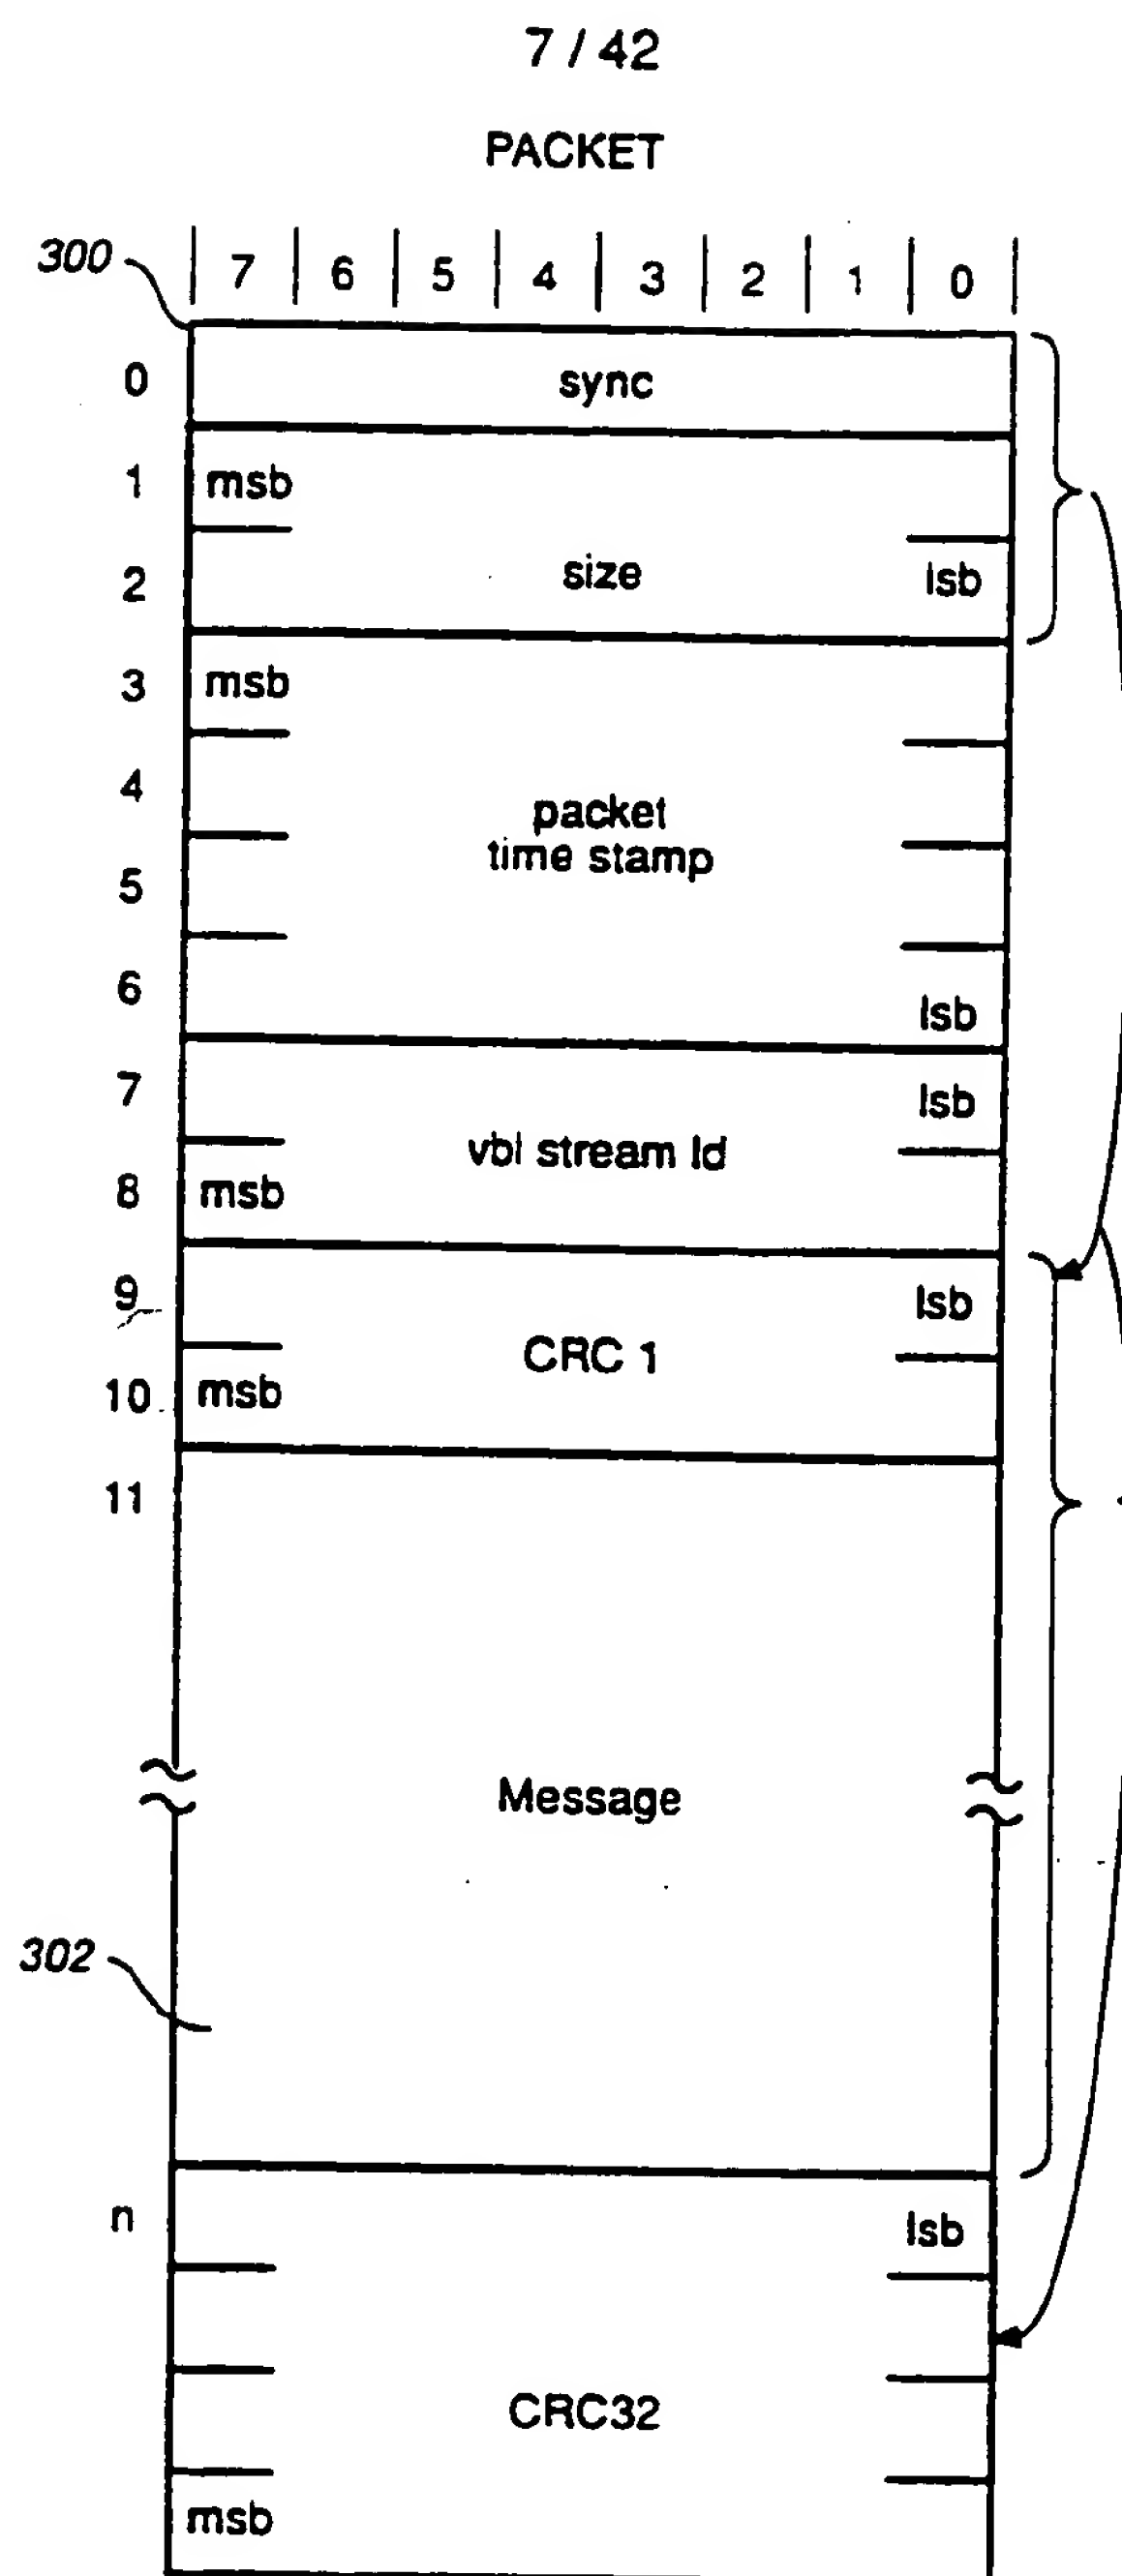 7 / 42
PACKET
300
7 6 5 4 3 2 1 0
0 sync
1 msb
2 size lsb
3 msb
4 packet
time stamp
5
6 lsb
7 lsb
vbl stream Id
8 msb
9 lsb
CRC 1
10 msb
11
Message
302
n lsb
CRC32
msb